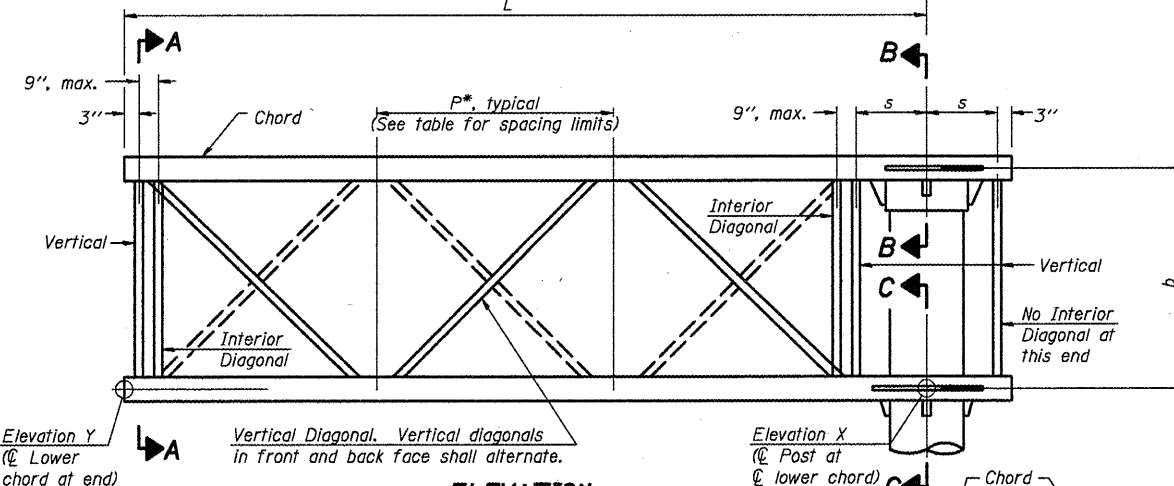 L
A
B
9", max.
P*, typical
(See table for spacing limits)
9", max.
s
s
3"
3"
Chord
Interior
Diagonal
Vertical
B
Vertical
C
b
No Interior
Diagonal at
this end
Interior
Diagonal
Elevation Y
(℄ Lower
chord at end)
A
Vertical Diagonal. Vertical diagonals
in front and back face shall alternate.
Elevation X
(℄ Post at
℄ lower chord)
C
Chord